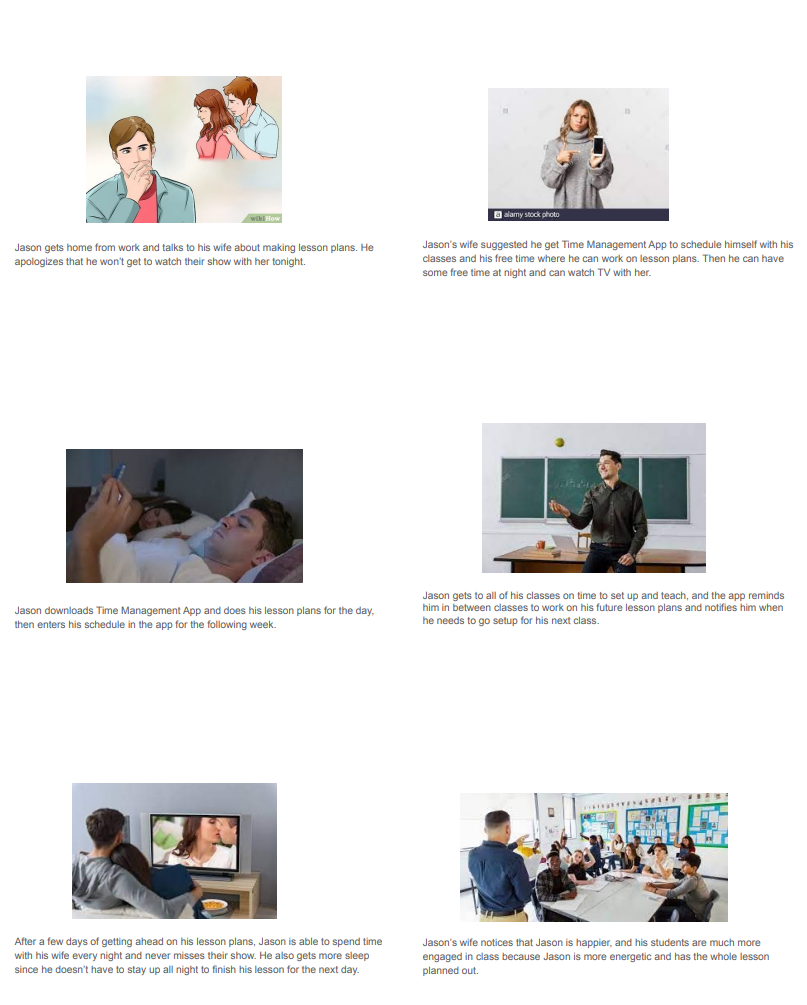 wikiHow
Jason gets home from work and talks to his wife about making lesson plans. He
apologizes that he won't get to watch their show with her tonight.
a alamy stock photo
Jason's wife suggested he get Time Management App to schedule himself with his
classes and his free time where he can work on lesson plans. Then he can have
some free time at night and can watch TV with her.
Jason downloads Time Management App and does his lesson plans for the day,
then enters his schedule in the app for the following week.
Jason gets to all of his classes on time to set up and teach, and the app reminds
him in between classes to work on his future lesson plans and notifies him when
he needs to go setup for his next class.
After a few days of getting ahead on his lesson plans, Jason is able to spend time
with his wife every night and never misses their show. He also gets more sleep
since he doesn't have to stay up all night to finish his lesson for the next day.
Jason's wife notices that Jason is happier, and his students are much more
engaged in class because Jason is more energetic and has the whole lesson
planned out.